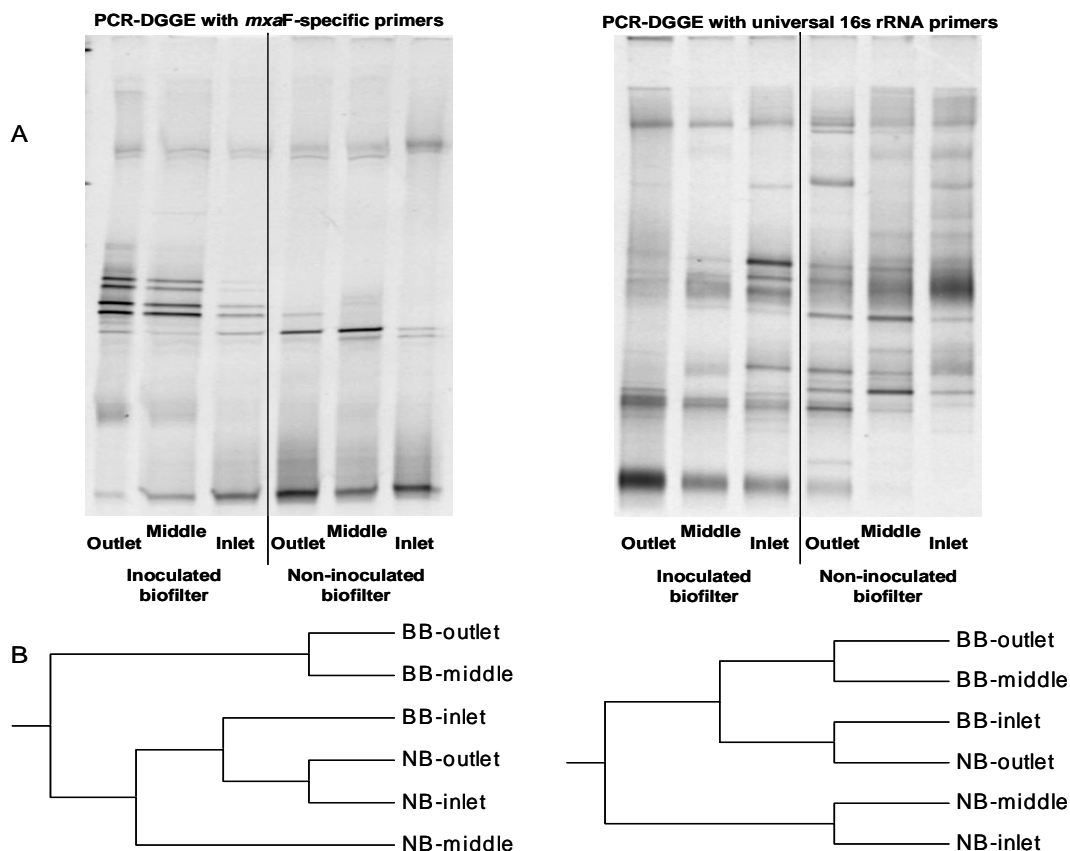 PCR-DGGE with mxaF-specific primers
PCR-DGGE with universal 16s rRNA primers
A
Outlet Middle Inlet Outlet Middle Inlet
Inoculated biofilter
Non-inoculated biofilter
Outlet Middle Inlet Outlet Middle Inlet
Inoculated biofilter
Non-inoculated biofilter
B
BB-outlet
BB-middle
BB-inlet
NB-outlet
NB-inlet
NB-middle
BB-outlet
BB-middle
BB-inlet
NB-outlet
NB-middle
NB-inlet